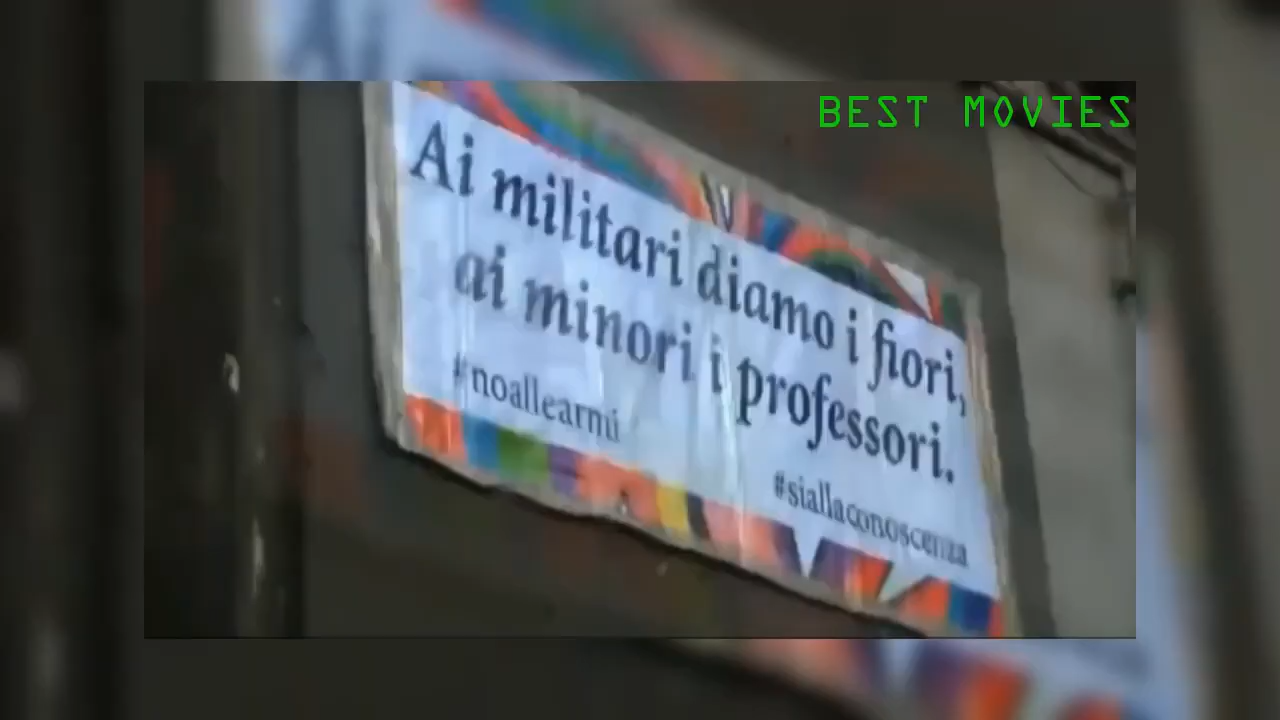 BEST MOVIES
Ai militari diamo i fiori,
ai minori i professori.
#noallearmi
#siallaconoscenza